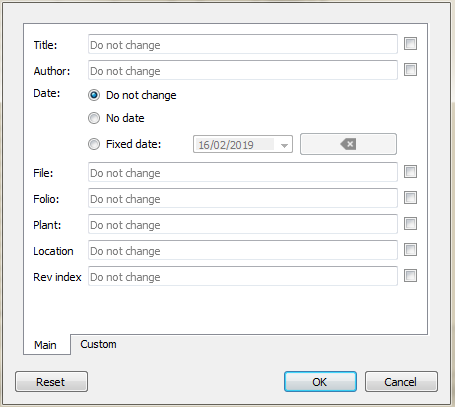 Title: Do not change
Author: Do not change
Date: Do not change
No date
Fixed date: 16/02/2019
File: Do not change
Folio: Do not change
Plant: Do not change
Location Do not change
Rev index Do not change
Main Custom
Reset OK Cancel